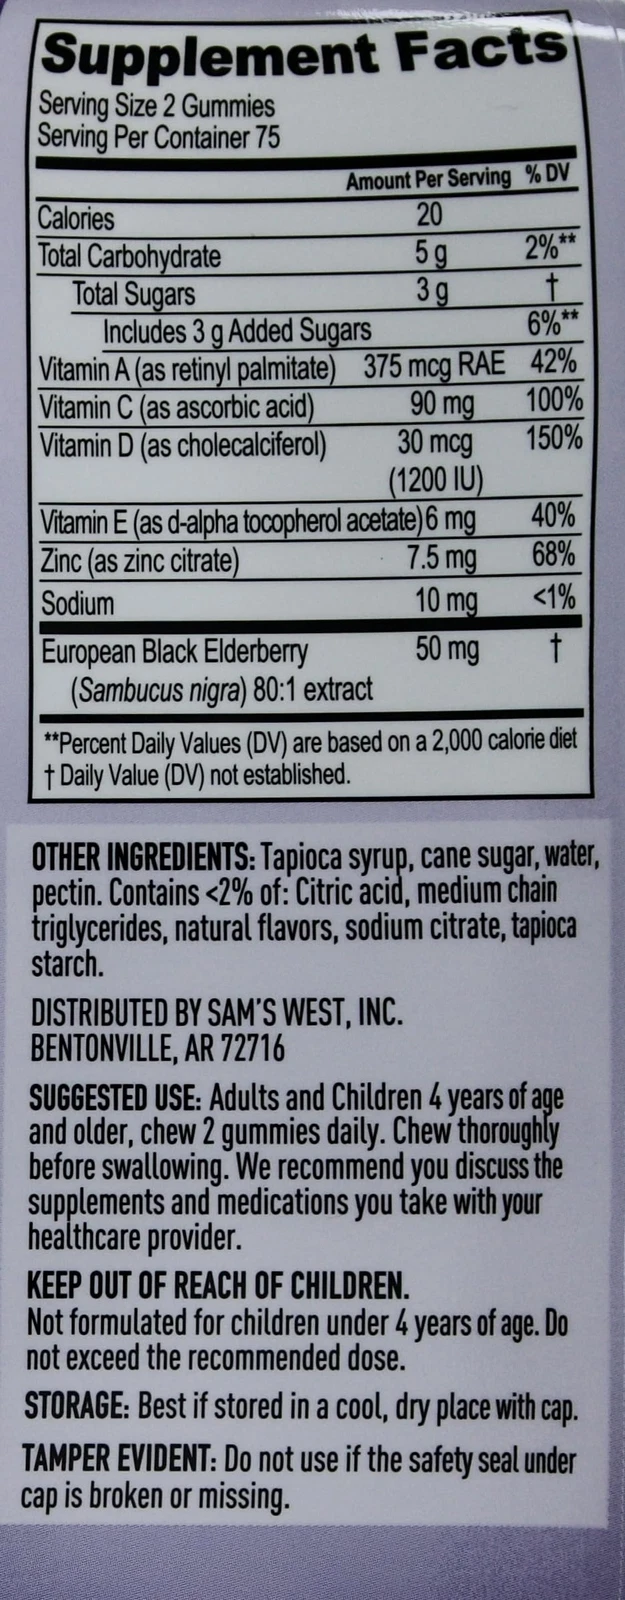 Supplement Facts
Serving Size 2 Gummies
Serving Per Container 75
Amount Per Serving % DV
Calories 20
Total Carbohydrate 5 g 2%**
Total Sugars 3 g †
Includes 3 g Added Sugars 6%**
Vitamin A (as retinyl palmitate) 375 mcg RAE 42%
Vitamin C (as ascorbic acid) 90 mg 100%
Vitamin D (as cholecalciferol) 30 mcg 150%
(1200 IU)
Vitamin E (as d-alpha tocopherol acetate) 6 mg 40%
Zinc (as zinc citrate) 7.5 mg 68%
Sodium 10 mg <1%
European Black Elderberry 50 mg †
(Sambucus nigra) 80:1 extract
**Percent Daily Values (DV) are based on a 2,000 calorie diet
† Daily Value (DV) not established.
OTHER INGREDIENTS: Tapioca syrup, cane sugar, water,
pectin. Contains <2% of: Citric acid, medium chain
triglycerides, natural flavors, sodium citrate, tapioca
starch.
DISTRIBUTED BY SAM'S WEST, INC.
BENTONVILLE, AR 72716
SUGGESTED USE: Adults and Children 4 years of age
and older, chew 2 gummies daily. Chew thoroughly
before swallowing. We recommend you discuss the
supplements and medications you take with your
healthcare provider.
KEEP OUT OF REACH OF CHILDREN.
Not formulated for children under 4 years of age. Do
not exceed the recommended dose.
STORAGE: Best if stored in a cool, dry place with cap.
TAMPER EVIDENT: Do not use if the safety seal under
cap is broken or missing.